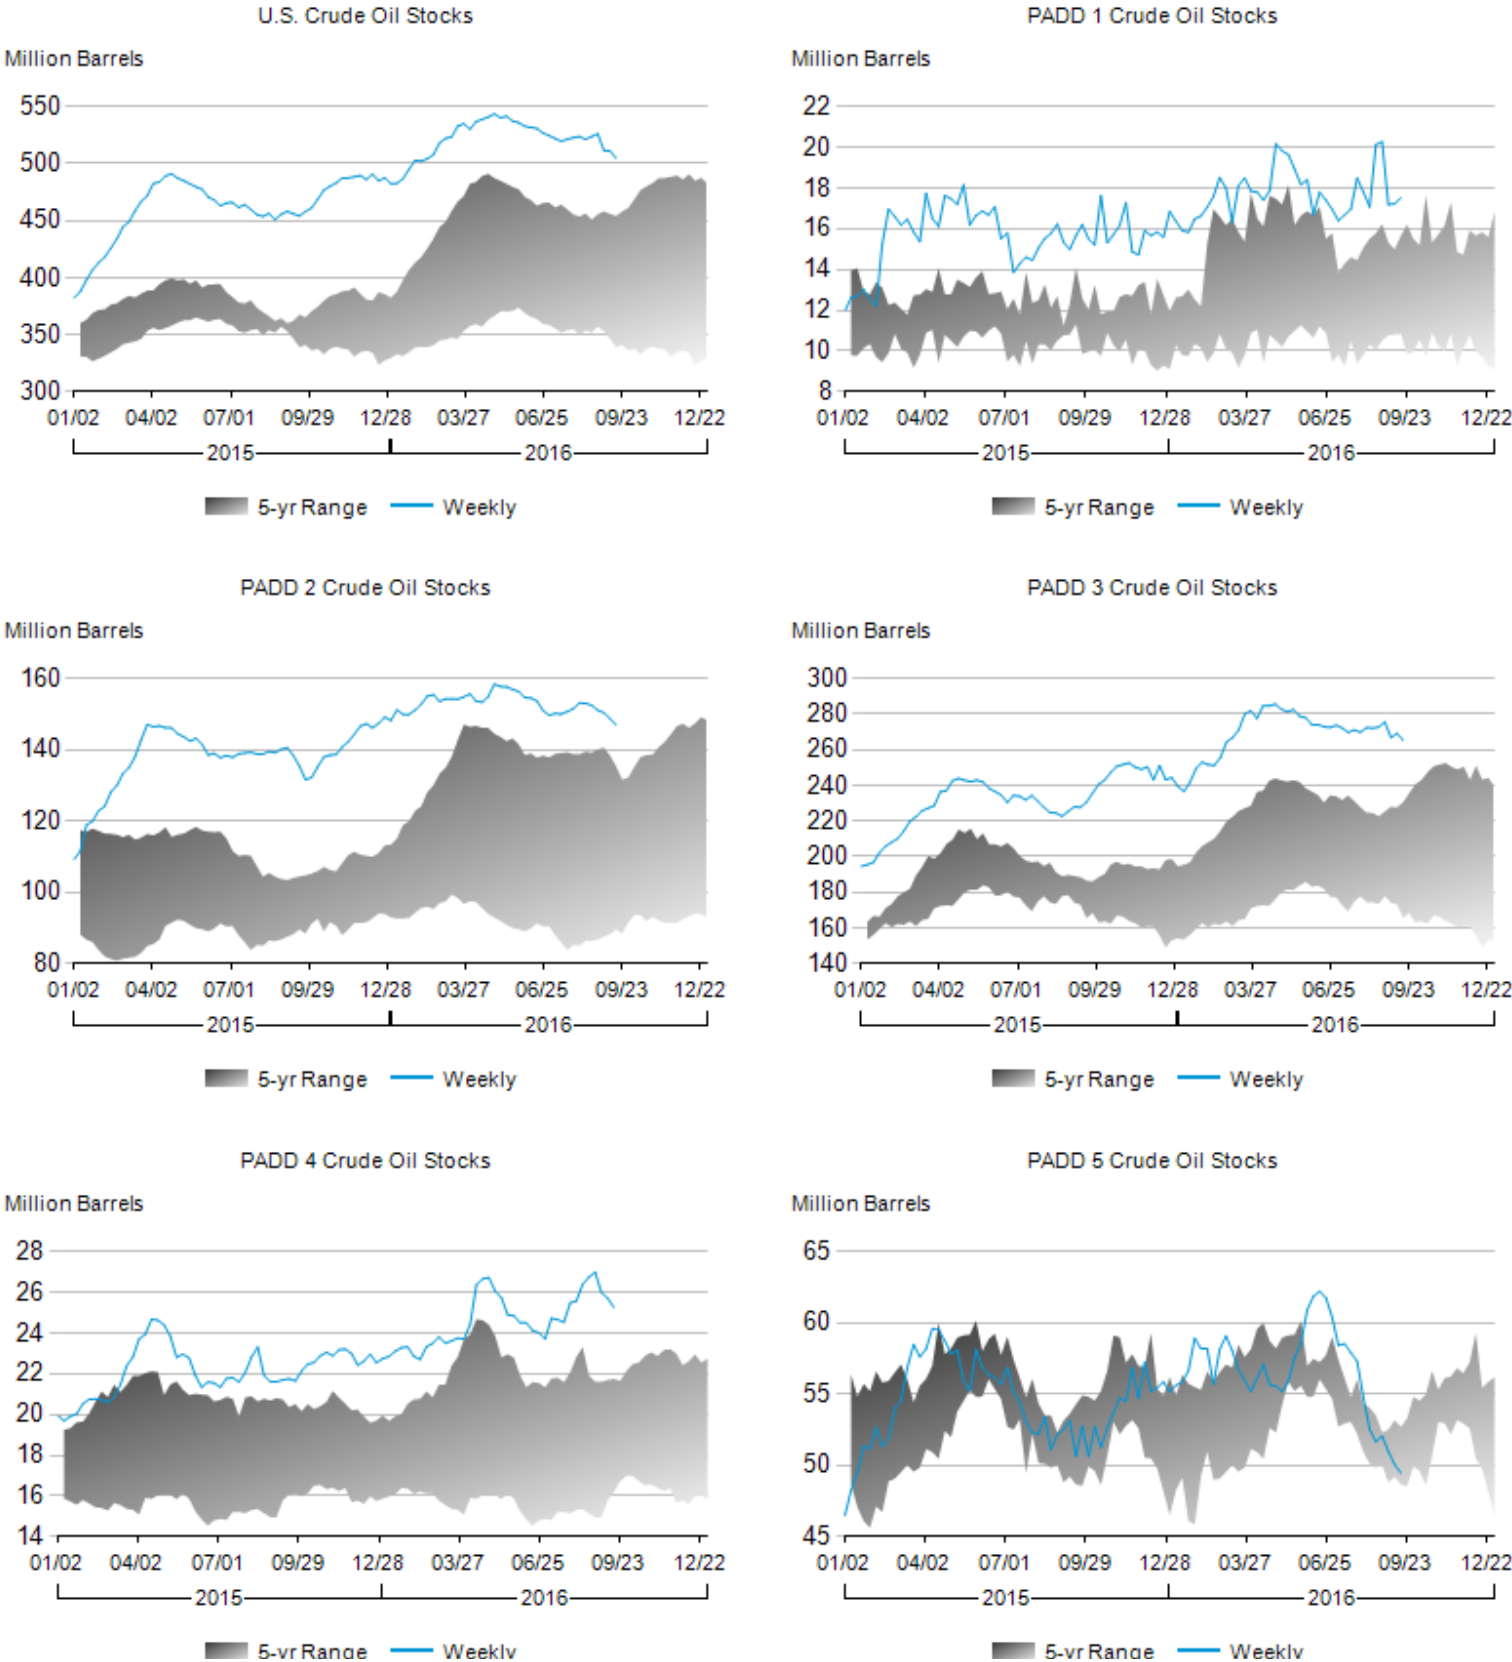 U.S. Crude Oil Stocks
Million Barrels
550
500
450
400
350
300
01/02 04/02 07/01 09/29 12/28 03/27 06/25 09/23 12/22
2015 2016
5-yr Range Weekly
PADD 1 Crude Oil Stocks
Million Barrels
22
20
18
16
14
12
10
8
01/02 04/02 07/01 09/29 12/28 03/27 06/25 09/23 12/22
2015 2016
5-yr Range Weekly
PADD 2 Crude Oil Stocks
Million Barrels
160
140
120
100
80
01/02 04/02 07/01 09/29 12/28 03/27 06/25 09/23 12/22
2015 2016
5-yr Range Weekly
PADD 3 Crude Oil Stocks
Million Barrels
300
280
260
240
220
200
180
160
140
01/02 04/02 07/01 09/29 12/28 03/27 06/25 09/23 12/22
2015 2016
5-yr Range Weekly
PADD 4 Crude Oil Stocks
Million Barrels
28
26
24
22
20
18
16
14
01/02 04/02 07/01 09/29 12/28 03/27 06/25 09/23 12/22
2015 2016
5-yr Range Weekly
PADD 5 Crude Oil Stocks
Million Barrels
65
60
55
50
45
01/02 04/02 07/01 09/29 12/28 03/27 06/25 09/23 12/22
2015 2016
5-yr Range Weekly